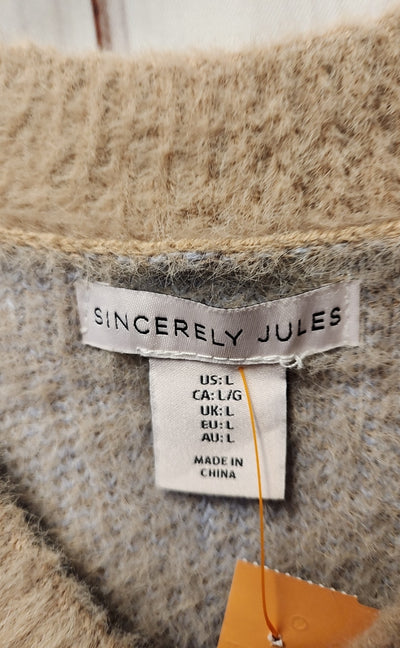 SINCERELY JULES
US: L
CA: L/G
UK: L
EU: L
AU: L
MADE IN
CHINA